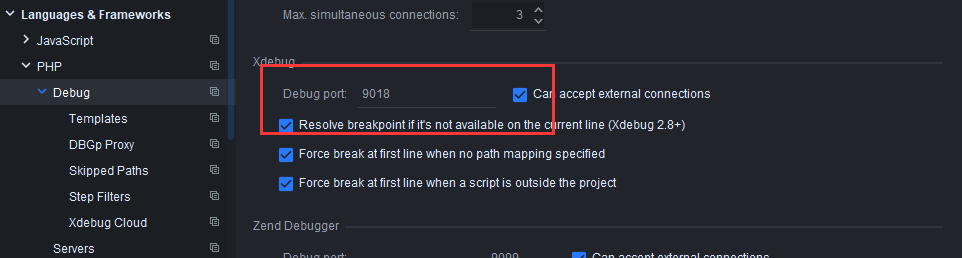 Languages & Frameworks
JavaScript
PHP
Debug
Templates
DBGp Proxy
Skipped Paths
Step Filters
Xdebug Cloud
Servers
Max. simultaneous connections: 3
Xdebug
Debug port: 9018 Can accept external connections
Resolve breakpoint if it's not available on the current line (Xdebug 2.8+)
Force break at first line when no path mapping specified
Force break at first line when a script is outside the project
Zend Debugger
Debug port: Can accept external connections